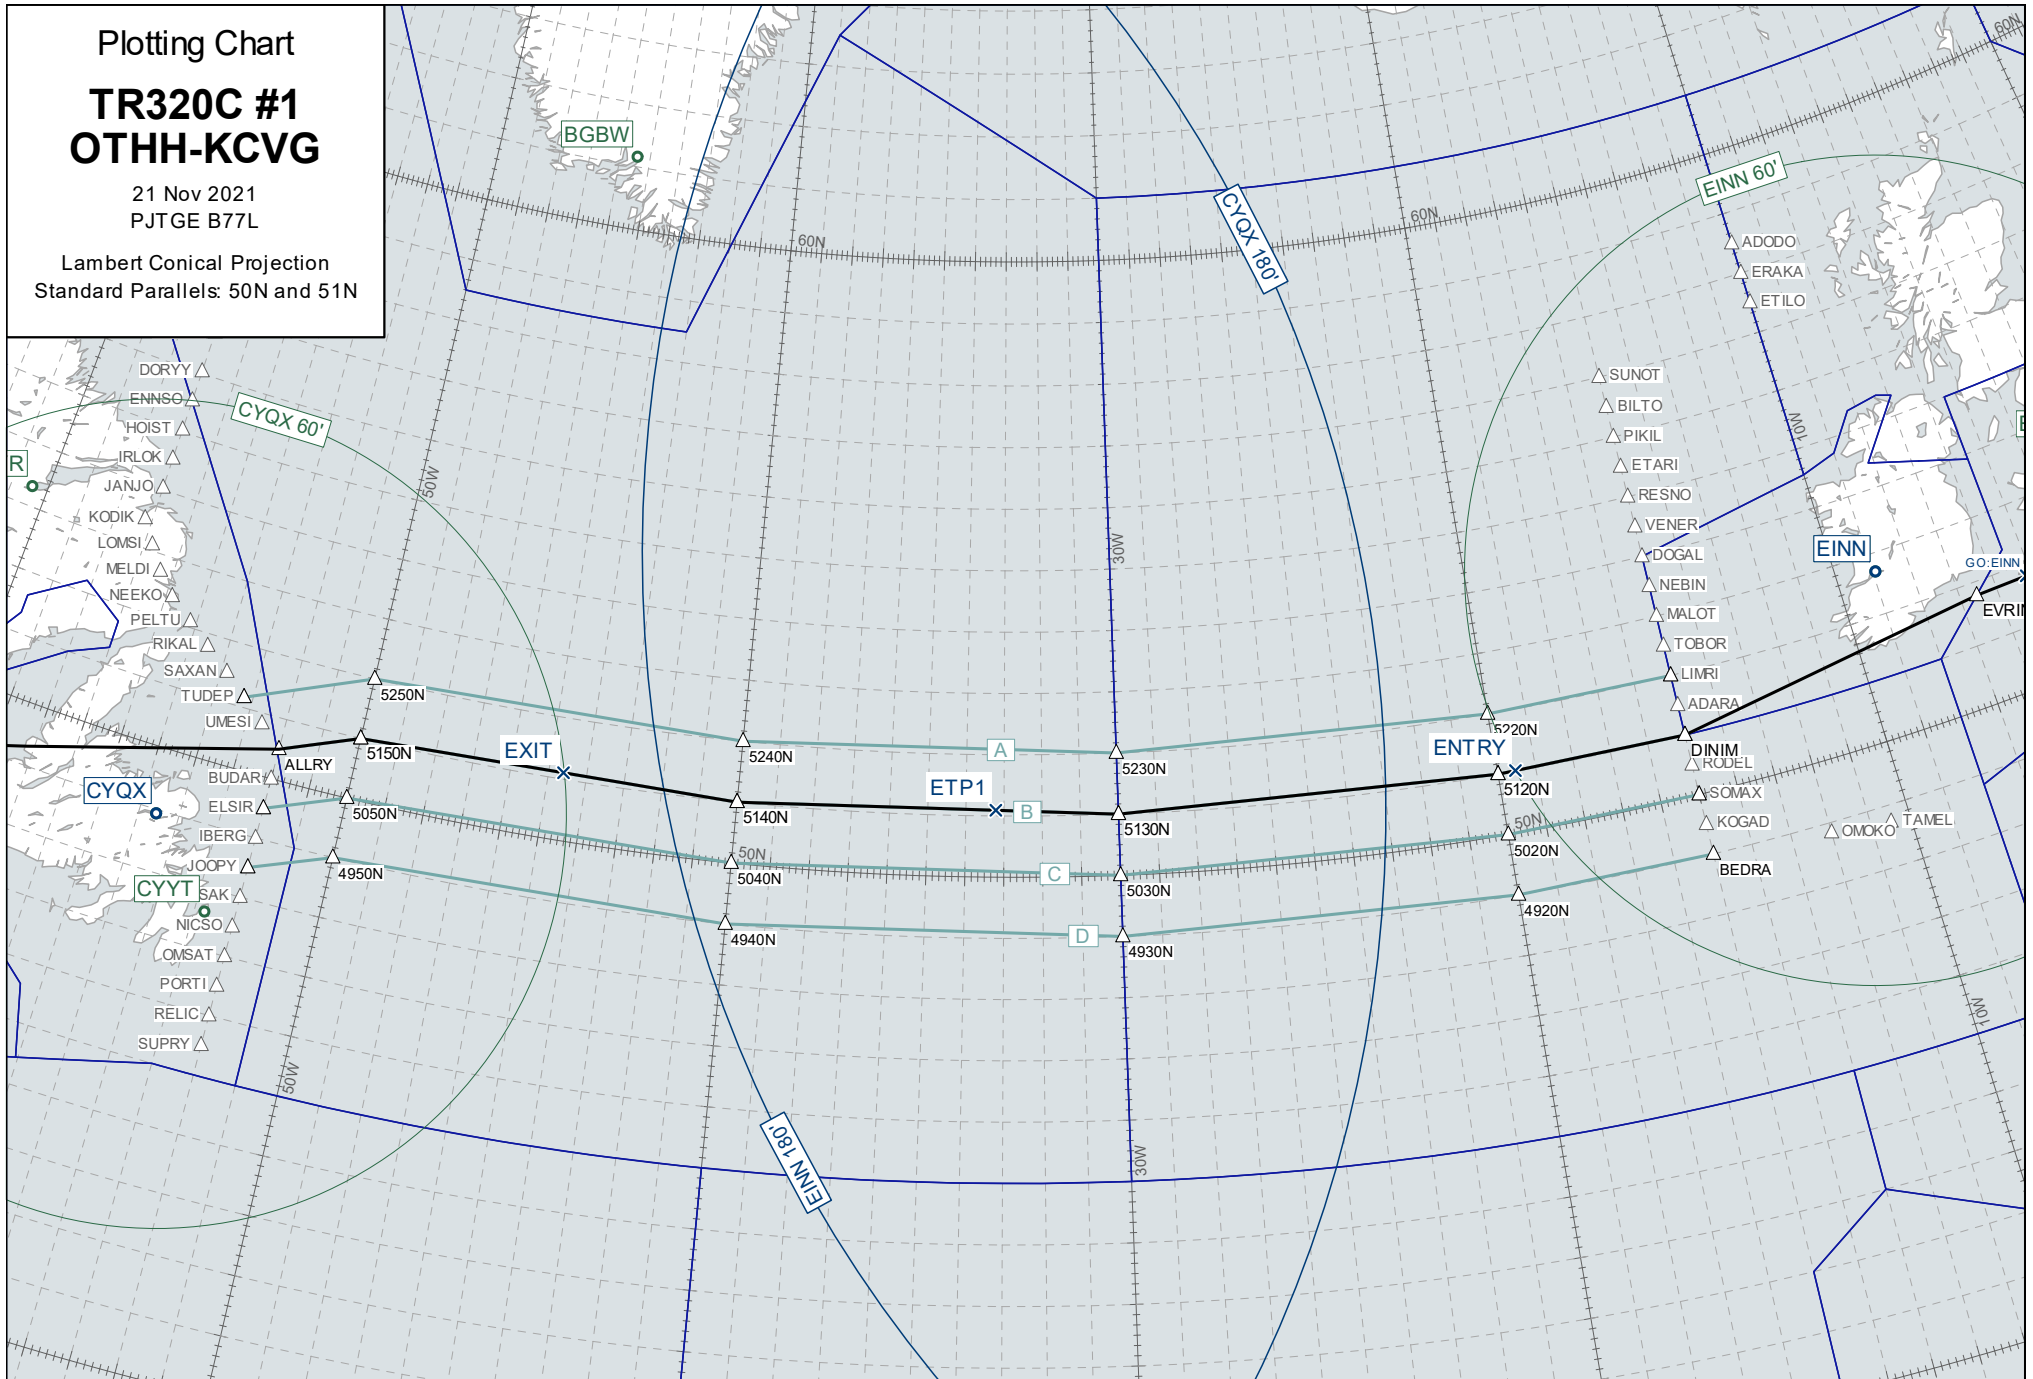 Plotting Chart
TR320C #1
OTHH-KCVG
21 Nov 2021
PJTGE B77L
Lambert Conical Projection
Standard Parallels: 50N and 51N
60N
BGBW
EINN 60'
CYQX 180'
60N
60N
ADODO
ERAKA
ETILO
DORYY
ENNSO
CYQX 60'
HOIST
IRLOK
R
JANJO
50W
KODIK
LOMSI
MELDI
NEEKO
PELTU
RIKAL
SAXAN
TUDEP
UMESI
SUNOT
BILTO
PIKIL
10W
ETARI
RESNO
VENER
DOGAL
30W
EINN
GO:EINN
NEBIN
MALOT
TOBOR
LIMRI
ADARA
5250N
5150N
ALLRY
EXIT
5240N
A
5230N
5220N
ENTRY
DINIM
RODEL
BUDAR
CYQX
ELSIR
5050N
ETP1
B
5140N
5130N
5120N
SOMAX
50N
KOGAD
OMOKO
TAMEL
IBERG
JOOPY
4950N
50N
5040N
C
5030N
5020N
BEDRA
CYYT
SAK
NICSO
4940N
D
4930N
4920N
OMSAT
PORTI
RELIC
SUPRY
50W
10W
EINN 180'
30W